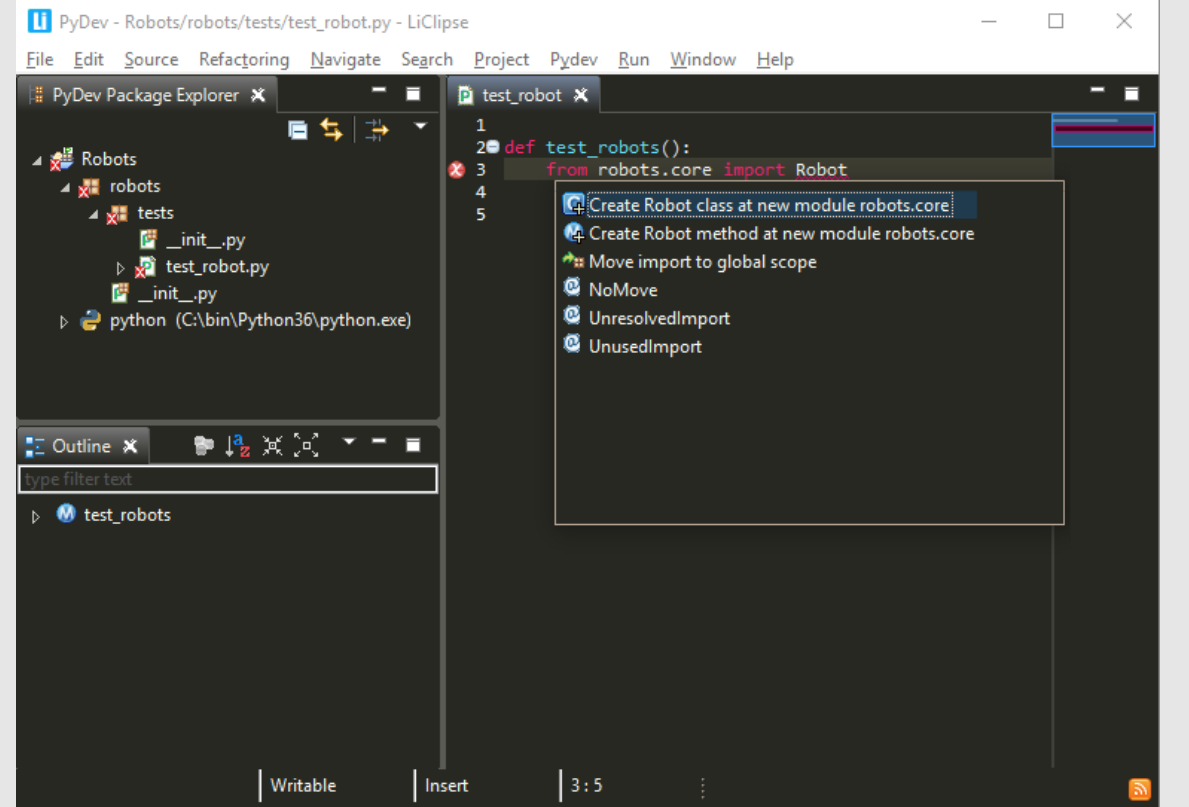 Li PyDev - Robots/robots/tests/test_robot.py - LiClipse
File Edit Source Refactoring Navigate Search Project Pydev Run Window Help
PyDev Package Explorer
Robots
robots
tests
__init__.py
test_robot.py
__init__.py
python (C:\bin\Python36\python.exe)
Outline
type filter text
test_robots
test_robot
1
2 def test_robots():
3 from robots.core import Robot
4
5
Create Robot class at new module robots.core
Create Robot method at new module robots.core
Move import to global scope
NoMove
UnresolvedImport
UnusedImport
Writable Insert 3 : 5